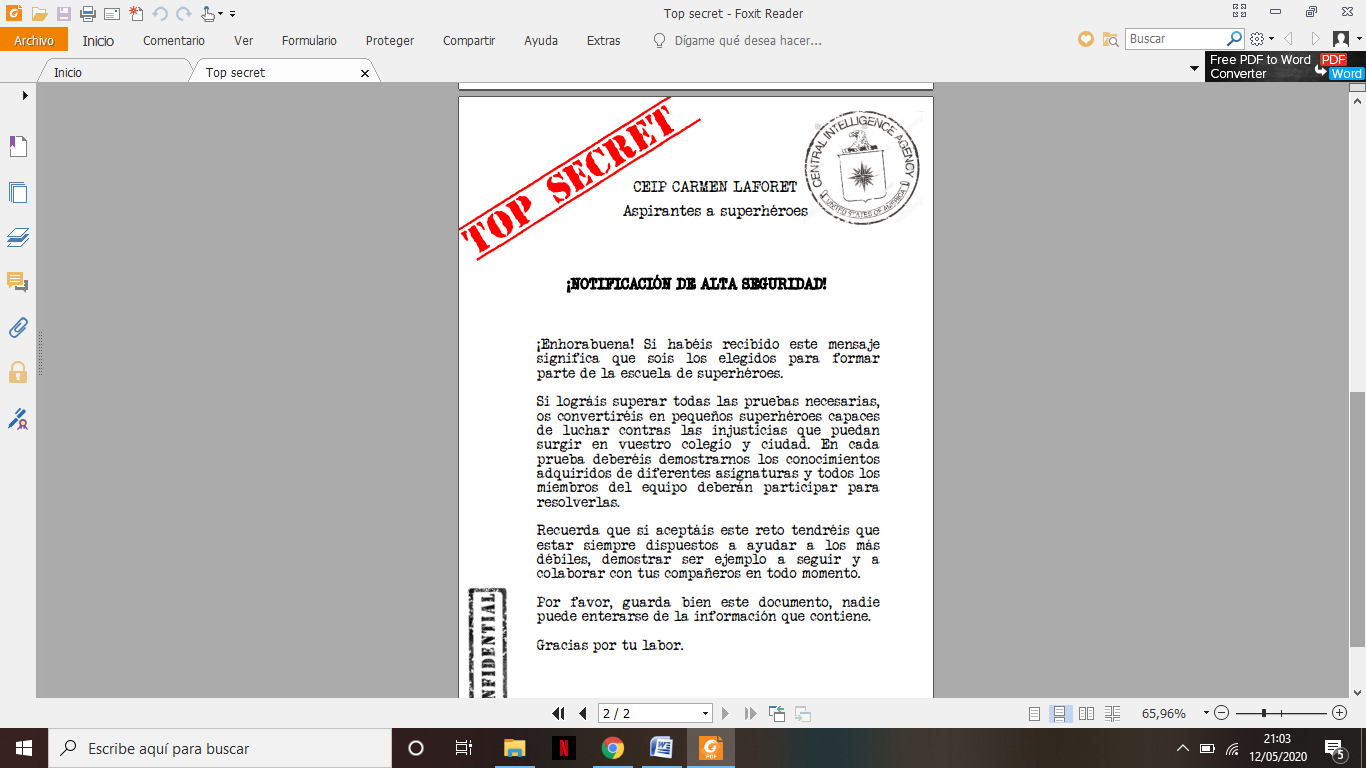 Top secret - Foxit Reader
Archivo Inicio Comentario Ver Formulario Proteger Compartir Ayuda Extras Dígame qué desea hacer... Buscar
Inicio Top secret Free PDF to Word PDF
Converter Word
TOP SECRET
CENTRAL INTELLIGENCE AGENCY
UNITED STATES OF AMERICA
CEIP CARMEN LAFORET
Aspirantes a superhéroes
¡NOTIFICACIÓN DE ALTA SEGURIDAD!
¡Enhorabuena! Si habéis recibido este mensaje
significa que sois los elegidos para formar
parte de la escuela de superhéroes.
Si lográis superar todas las pruebas necesarias,
os convertiréis en pequeños superhéroes capaces
de luchar contras las injusticias que puedan
surgir en vuestro colegio y ciudad. En cada
prueba deberéis demostrarnos los conocimientos
adquiridos de diferentes asignaturas y todos los
miembros del equipo deberán participar para
resolverlas.
Recuerda que si aceptáis este reto tendréis que
estar siempre dispuestos a ayudar a los más
débiles, demostrar ser ejemplo a seguir y a
colaborar con tus compañeros en todo momento.
Por favor, guarda bien este documento, nadie
puede enterarse de la información que contiene.
Gracias por tu labor.
NFIDENTIAL
2 / 2 65,96%
Escribe aquí para buscar
N
W
PDF
21:03
12/05/2020
5